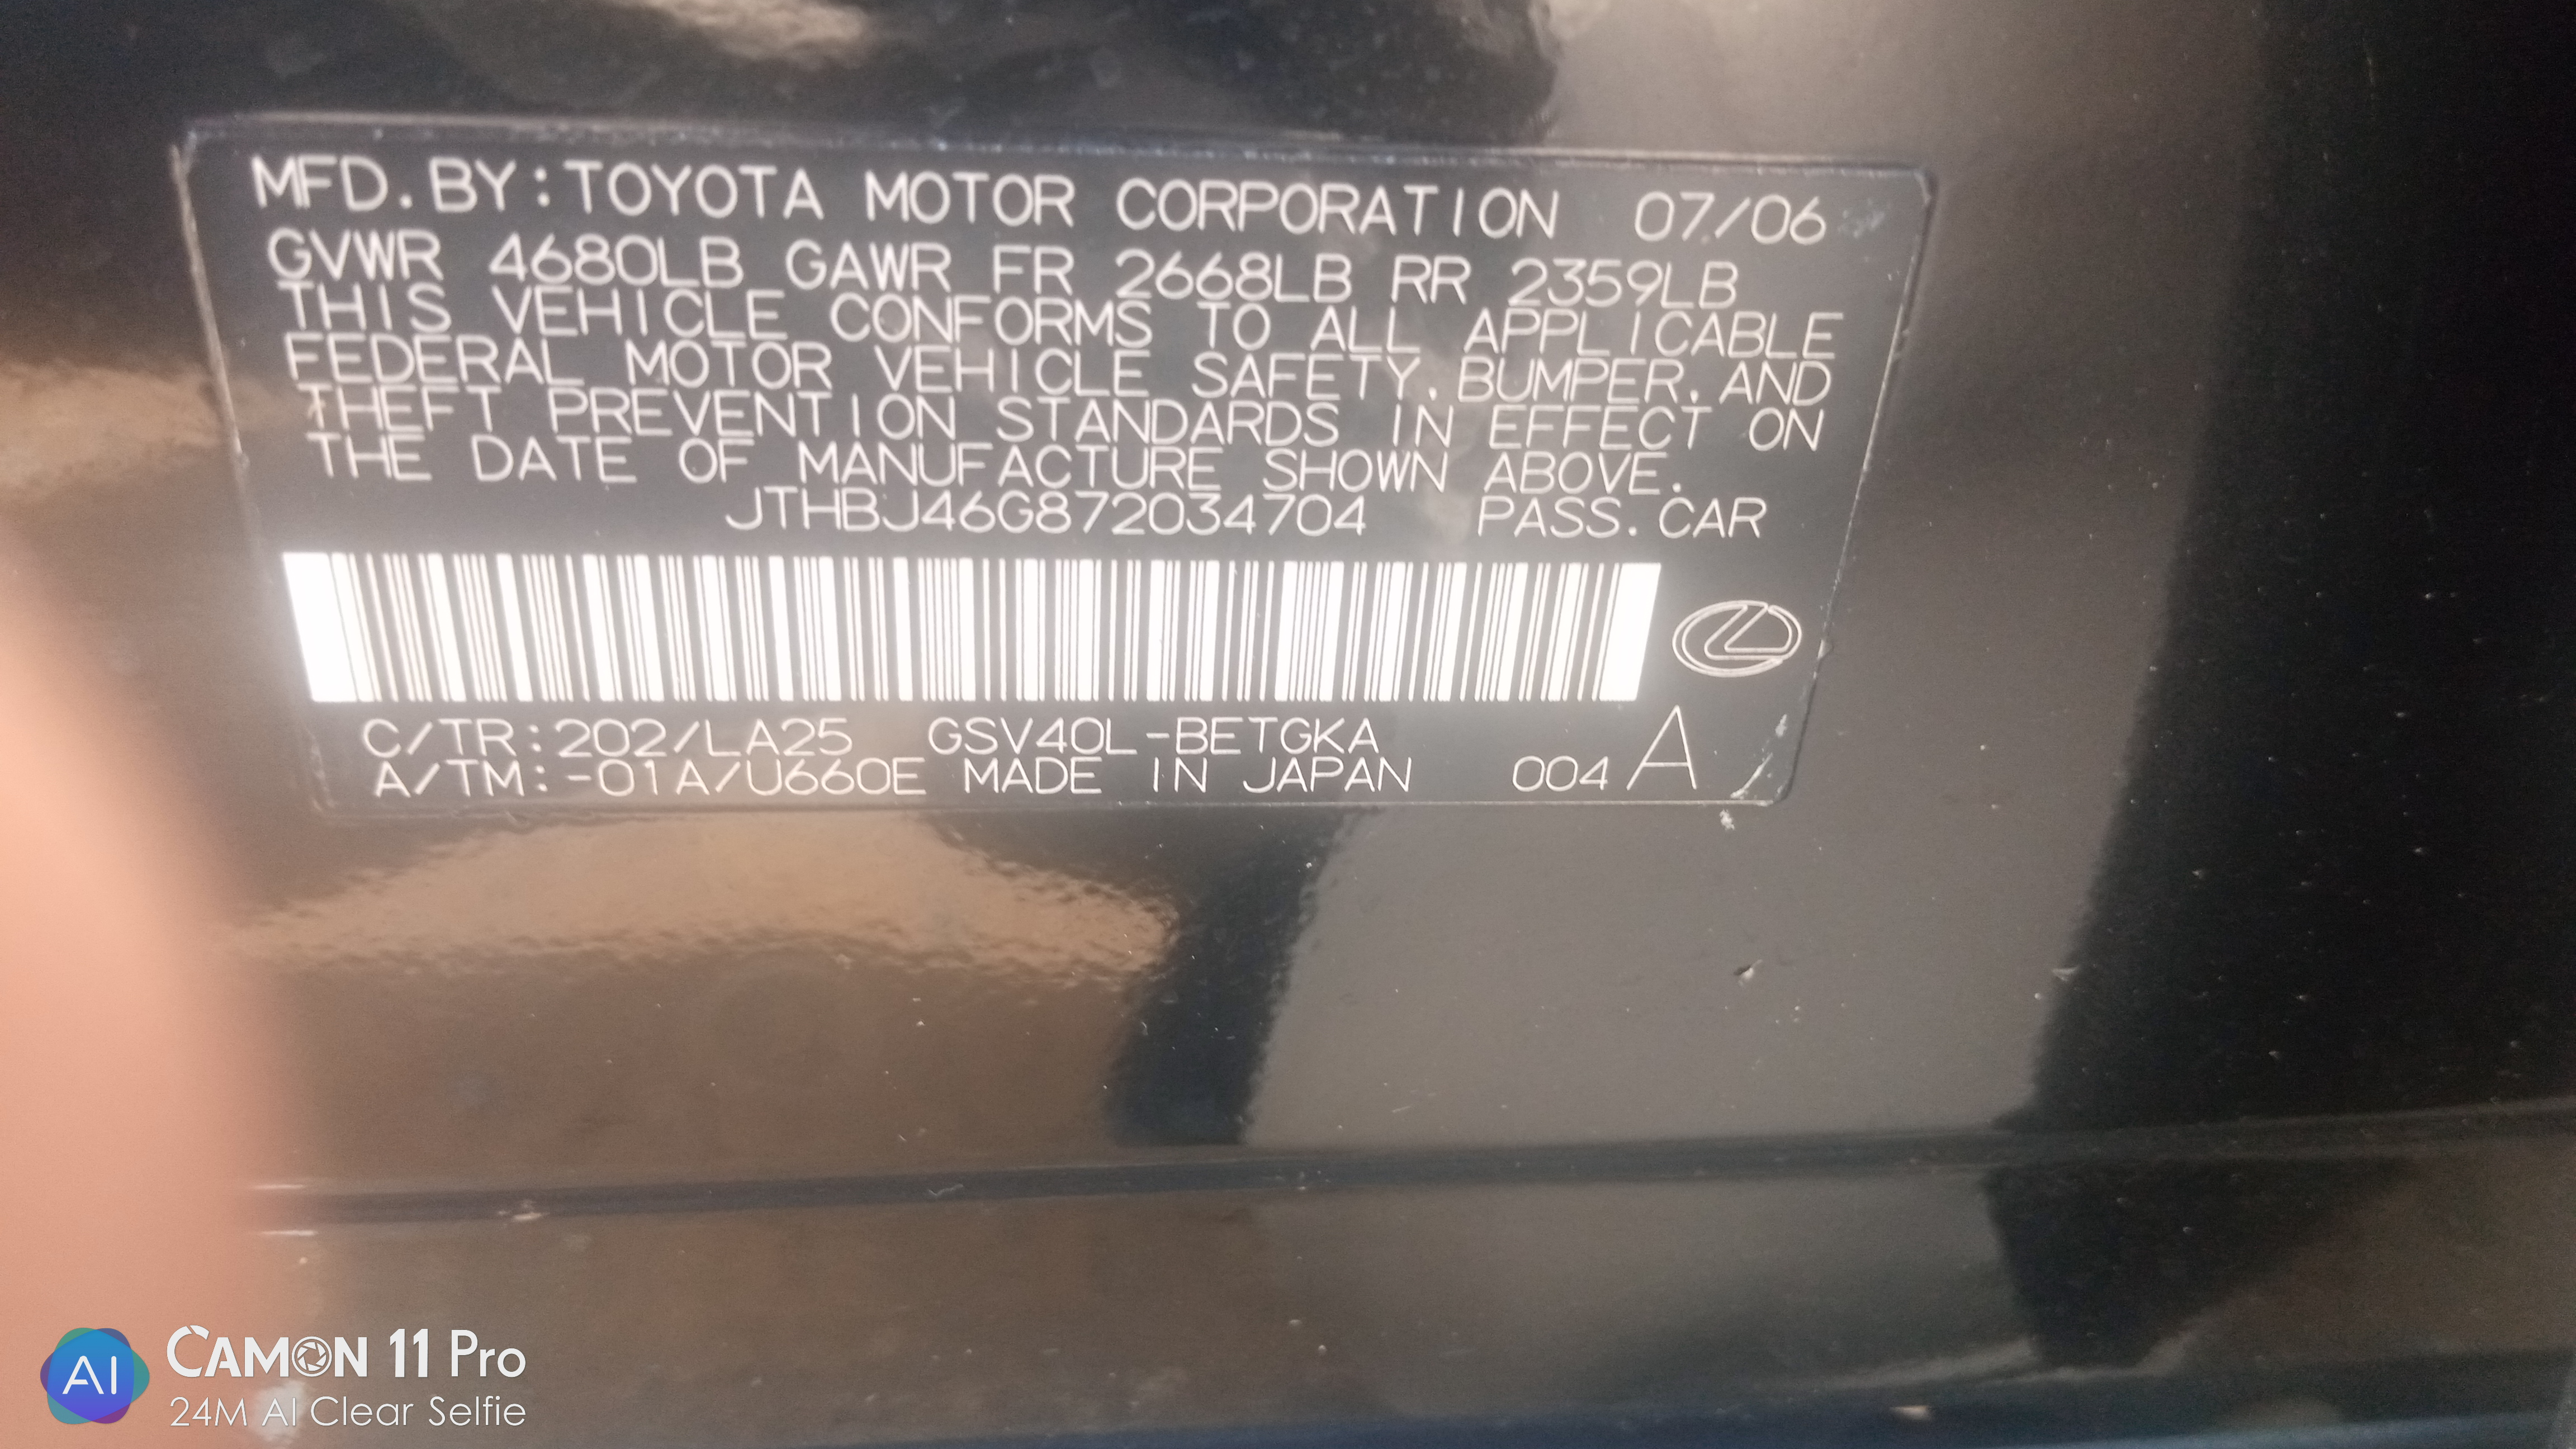 MFD. BY: TOYOTA MOTOR CORPORATION 07/06
GVWR 4680LB GAWR FR 2668LB RR 2359LB
THIS VEHICLE CONFORMS TO ALL APPLICABLE
FEDERAL MOTOR VEHICLE SAFETY, BUMPER, AND
THEFT PREVENTION STANDARDS IN EFFECT ON
THE DATE OF MANUFACTURE SHOWN ABOVE.
JTHBJ46G872034704 PASS. CAR
C/TR:202/LA25 GSV40L-BETGKA
A/TM:-01A/U660E MADE IN JAPAN 004 A
AI CAMON 11 Pro
24M AI Clear Selfie